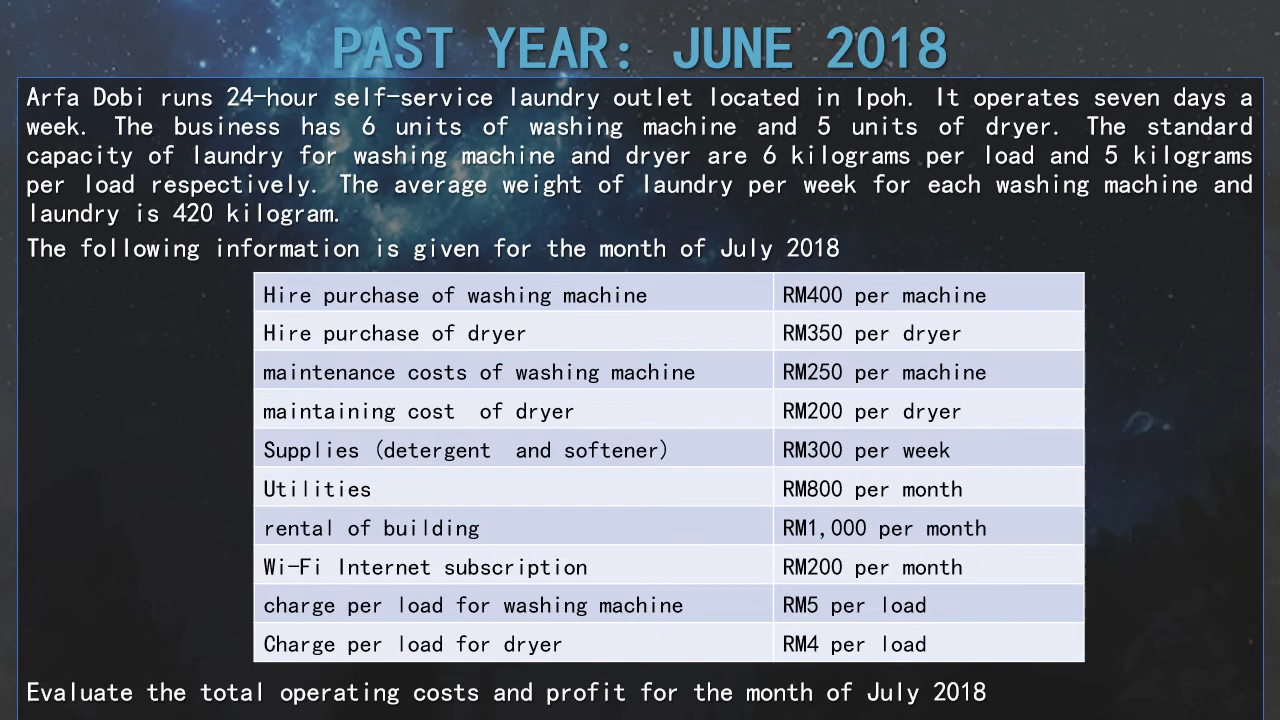 PAST YEAR: JUNE 2018
Arfa Dobi runs 24-hour self-service laundry outlet located in Ipoh. It operates seven days a
week. The business has 6 units of washing machine and 5 units of dryer. The standard
capacity of laundry for washing machine and dryer are 6 kilograms per load and 5 kilograms
per load respectively. The average weight of laundry per week for each washing machine and
laundry is 420 kilogram.
The following information is given for the month of July 2018
Hire purchase of washing machine RM400 per machine
Hire purchase of dryer RM350 per dryer
maintenance costs of washing machine RM250 per machine
maintaining cost of dryer RM200 per dryer
Supplies (detergent and softener) RM300 per week
Utilities RM800 per month
rental of building RM1,000 per month
Wi-Fi Internet subscription RM200 per month
charge per load for washing machine RM5 per load
Charge per load for dryer RM4 per load
Evaluate the total operating costs and profit for the month of July 2018